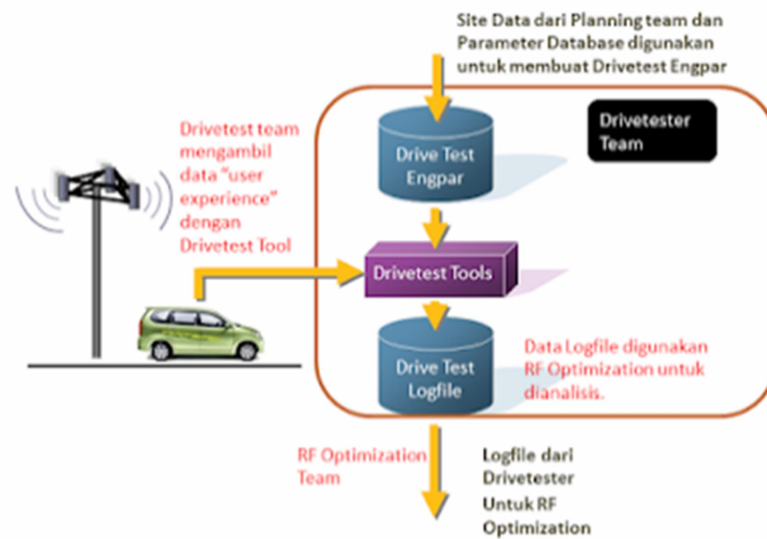 Site Data dari Planning team dan
Parameter Database digunakan
untuk membuat Drivetest Engpar
Drivetester
Team
Drivetest team
mengambil
data “user
experience”
dengan
Drivetest Tool
Drive Test
Engpar
Drivetest Tools
Drive Test
Logfile
Data Logfile digunakan
RF Optimization untuk
dianalisis.
RF Optimization
Team
Logfile dari
Drivetester
Untuk RF
Optimization